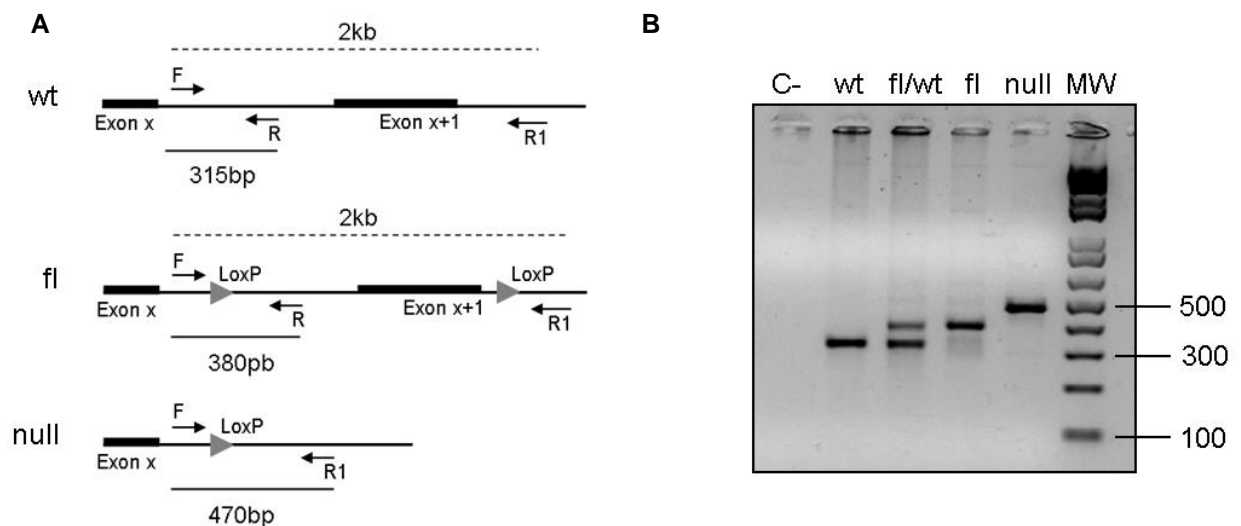 A
2kb
F
wt
Exon x
R
Exon x+1
R1
315bp
2kb
F
LoxP
LoxP
fl
Exon x
R
Exon x+1
R1
380pb
F
LoxP
null
Exon x
R1
470bp
B
C- wt fl/wt fl null MW
500
300
100